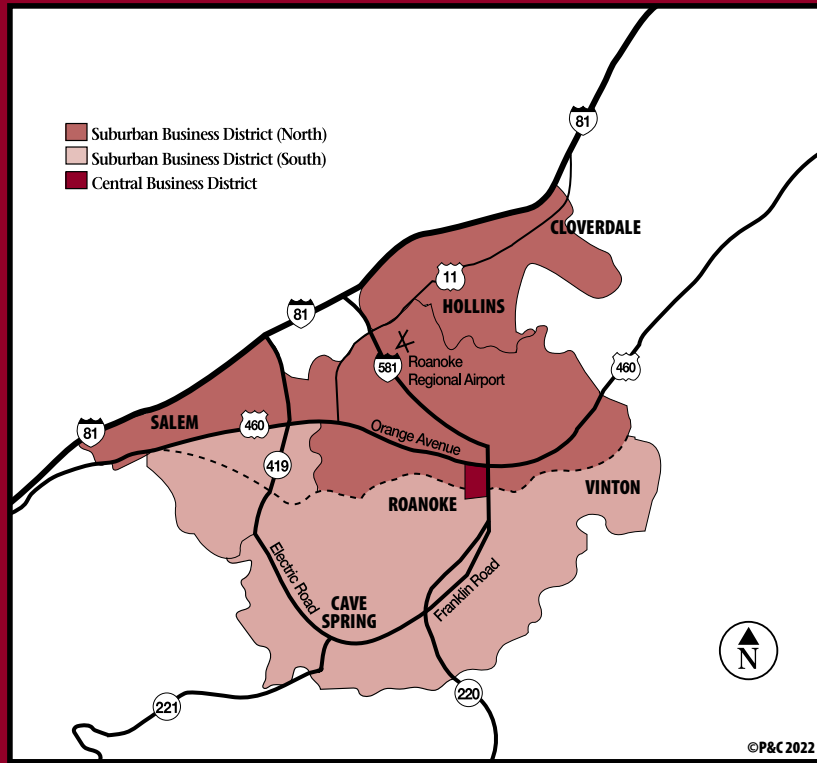 81
Suburban Business District (North)
Suburban Business District (South)
Central Business District
CLOVERDALE
11
HOLLINS
81
581
Roanoke
Regional Airport
460
SALEM
460
81
Orange Avenue
419
ROANOKE
VINTON
Electric Road
CAVE
SPRING
Franklin Road
N
220
221
©P&C 2022